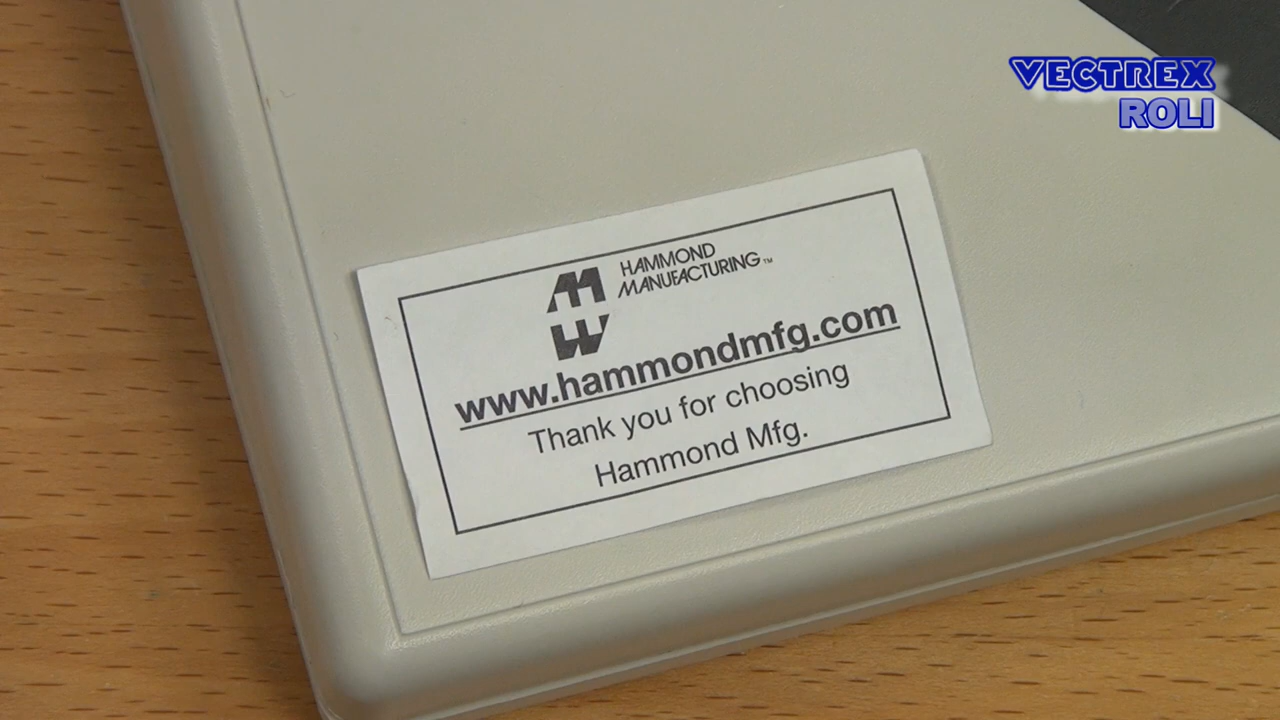 VECTREX
ROLI
HAMMOND
MANUFACTURING™
www.hammondmfg.com
Thank you for choosing
Hammond Mfg.